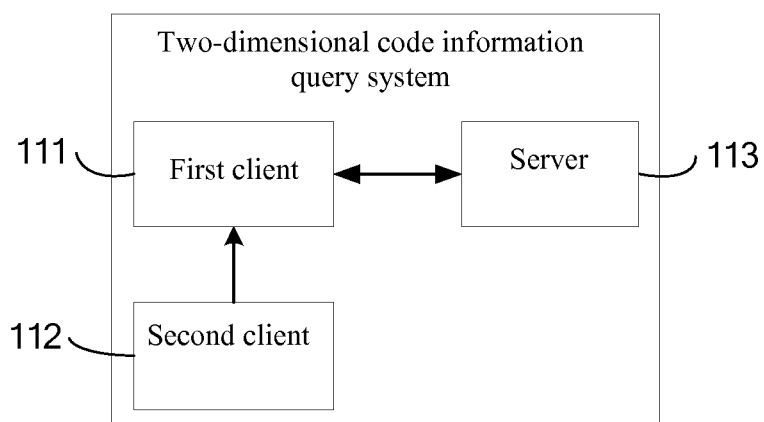 Two-dimensional code information
query system
111
First client
Server
113
112
Second client